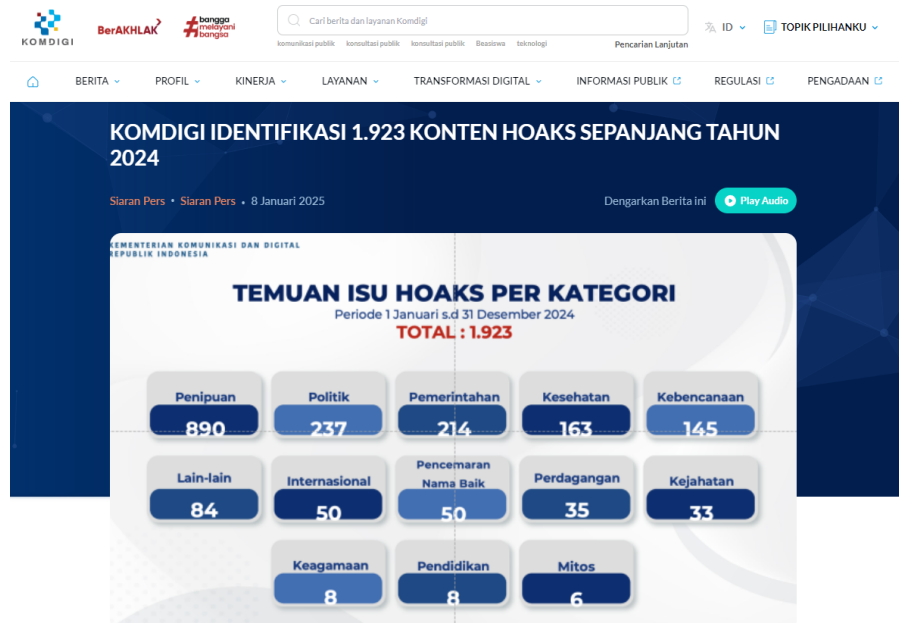 KOMDIGI
BerAKHLAK
#bangga
melayani
bangsa
Cari berita dan layanan Komdigi
komunikasi publik konsultasi publik konsultasi publik Beasiswa teknologi
Pencarian Lanjutan
ID
TOPIK PILIHANKU
BERITA PROFIL KINERJA LAYANAN TRANSFORMASI DIGITAL INFORMASI PUBLIK REGULASI PENGADAAN
KOMDIGI IDENTIFIKASI 1.923 KONTEN HOAKS SEPANJANG TAHUN
2024
Siaran Pers • Siaran Pers • 8 Januari 2025
Dengarkan Berita ini
Play Audio
KEMENTERIAN KOMUNIKASI DAN DIGITAL
REPUBLIK INDONESIA
TEMUAN ISU HOAKS PER KATEGORI
Periode 1 Januari s.d 31 Desember 2024
TOTAL : 1.923
Penipuan
890
Politik
237
Pemerintahan
214
Kesehatan
163
Kebencanaan
145
Lain-lain
84
Internasional
50
Pencemaran
Nama Baik
50
Perdagangan
35
Kejahatan
33
Keagamaan
8
Pendidikan
8
Mitos
6